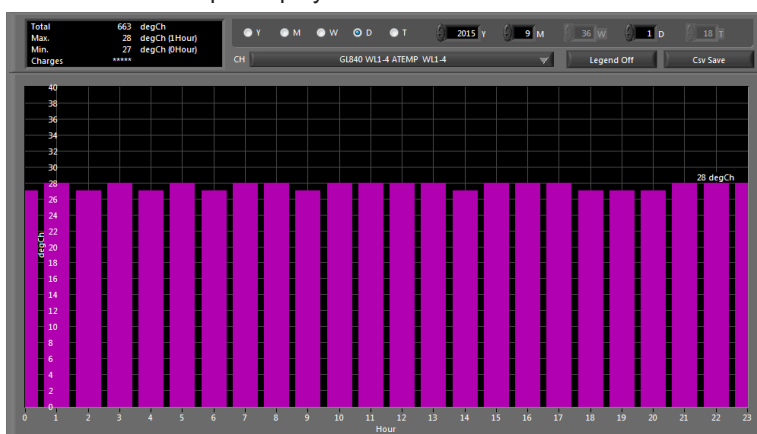 Total 663 degCh
Max. 28 degCh (1Hour)
Min. 27 degCh (0Hour)
Charges *****
Y M W D T 2015 Y 9 M 36 W 1 D 18 T
CH GL840 WL1-4 ATEMP WL1-4 Legend Off Csv Save
40
38
36
34
32
30
28
26
24
22
20
18
16
14
12
10
8
6
4
2
0
degCh
28 degCh
0 1 2 3 4 5 6 7 8 9 10 11 12 13 14 15 16 17 18 19 20 21 22 23
Hour